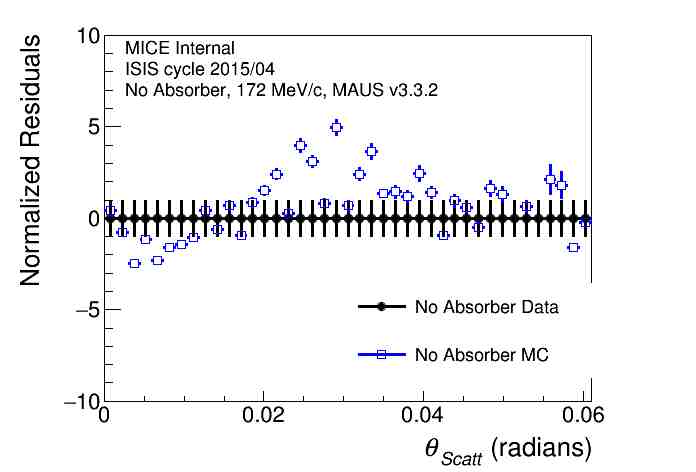 Normalized Residuals
10
5
0
−5
−10
MICE Internal
ISIS cycle 2015/04
No Absorber, 172 MeV/c, MAUS v3.3.2
No Absorber Data
No Absorber MC
0 0.02 0.04 0.06
θScatt (radians)